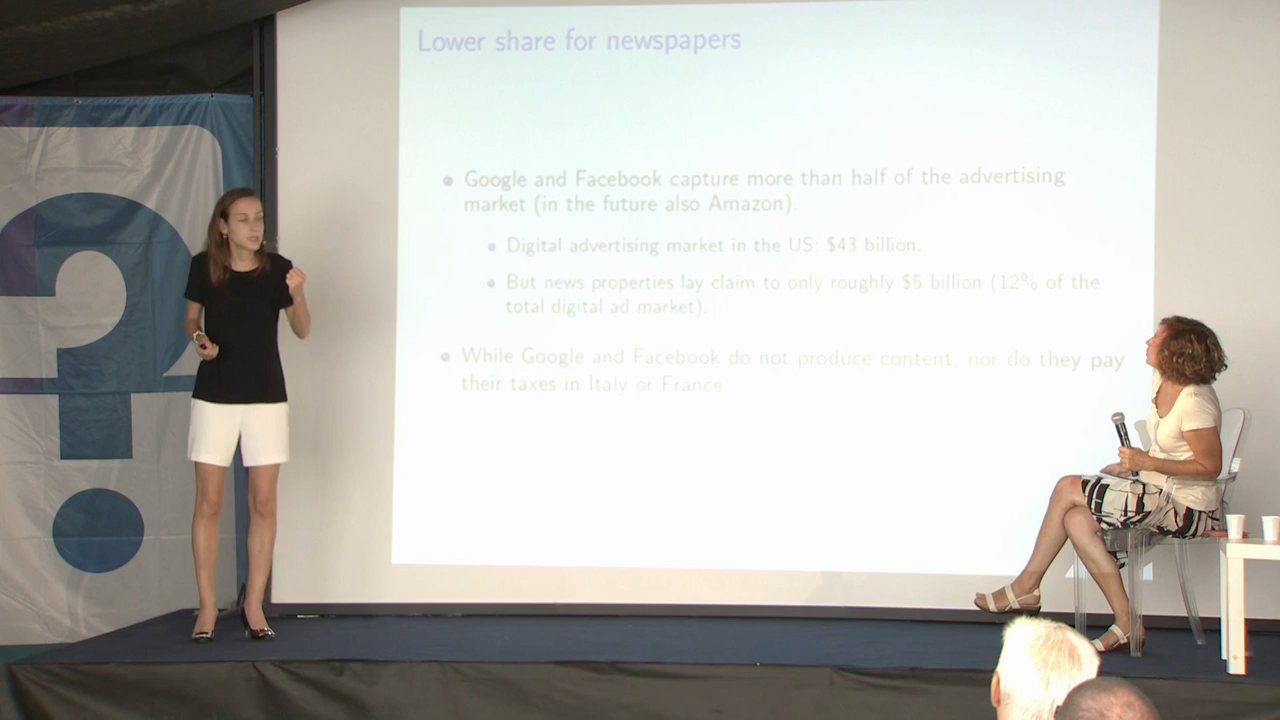 Lower share for newspapers
Google and Facebook capture more than half of the advertising
market (in the future also Amazon).
Digital advertising market in the US: $43 billion.
But news properties lay claim to only roughly $5 billion (12% of the
total digital ad market).
While Google and Facebook do not produce content, nor do they pay
their taxes in Italy or France.